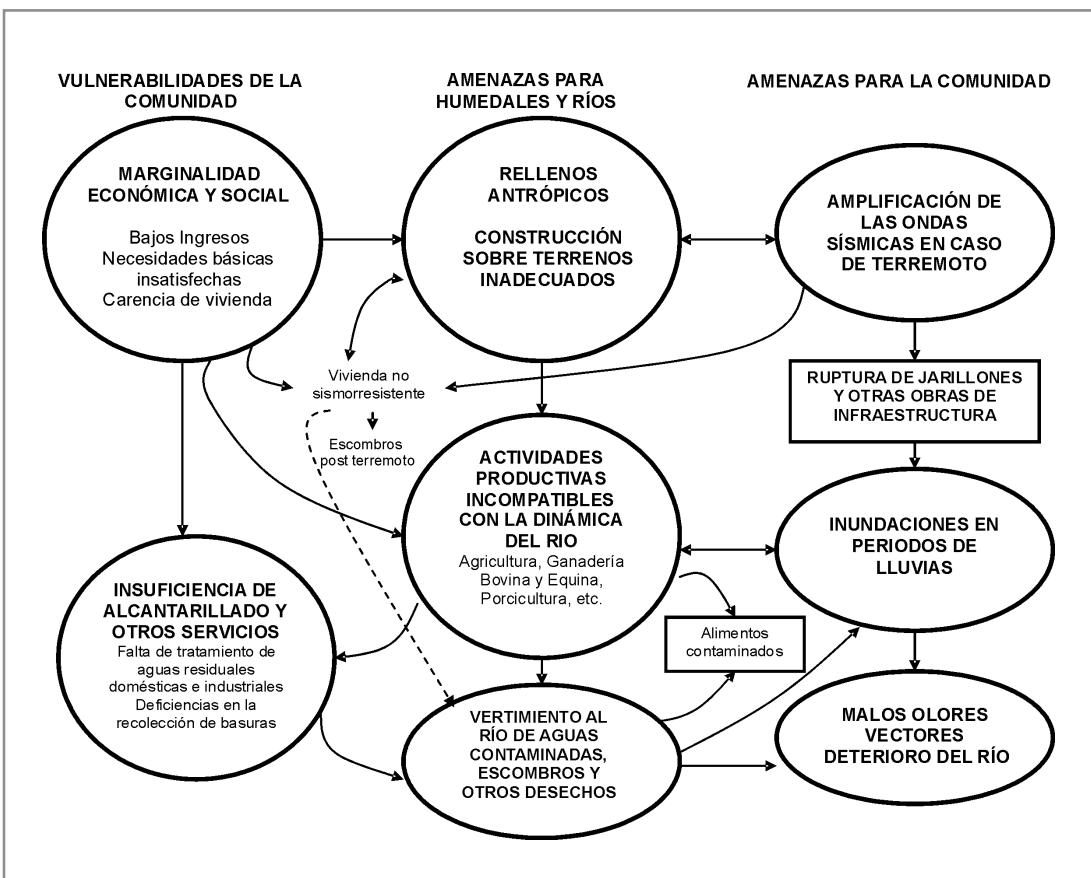 VULNERABILIDADES DE LA
COMUNIDAD
AMENAZAS PARA
HUMEDALES Y RÍOS
AMENAZAS PARA LA COMUNIDAD
MARGINALIDAD
ECONÓMICA Y SOCIAL
Bajos Ingresos
Necesidades básicas
insatisfechas
Carencia de vivienda
RELLENOS
ANTRÓPICOS
CONSTRUCCIÓN
SOBRE TERRENOS
INADECUADOS
AMPLIFICACIÓN DE
LAS ONDAS
SÍSMICAS EN CASO
DE TERREMOTO
Vivienda no
sismorresistente
Escombros
post terremoto
RUPTURA DE JARILLONES
Y OTRAS OBRAS DE
INFRAESTRUCTURA
ACTIVIDADES
PRODUCTIVAS
INCOMPATIBLES
CON LA DINÁMICA
DEL RIO
Agricultura, Ganadería
Bovina y Equina,
Porcicultura, etc.
INUNDACIONES EN
PERIODOS DE
LLUVIAS
INSUFICIENCIA DE
ALCANTARILLADO Y
OTROS SERVICIOS
Falta de tratamiento de
aguas residuales
domésticas e industriales
Deficiencias en la
recolección de basuras
Alimentos
contaminados
VERTIMIENTO AL
RÍO DE AGUAS
CONTAMINADAS,
ESCOMBROS Y
OTROS DESECHOS
MALOS OLORES
VECTORES
DETERIORO DEL RÍO